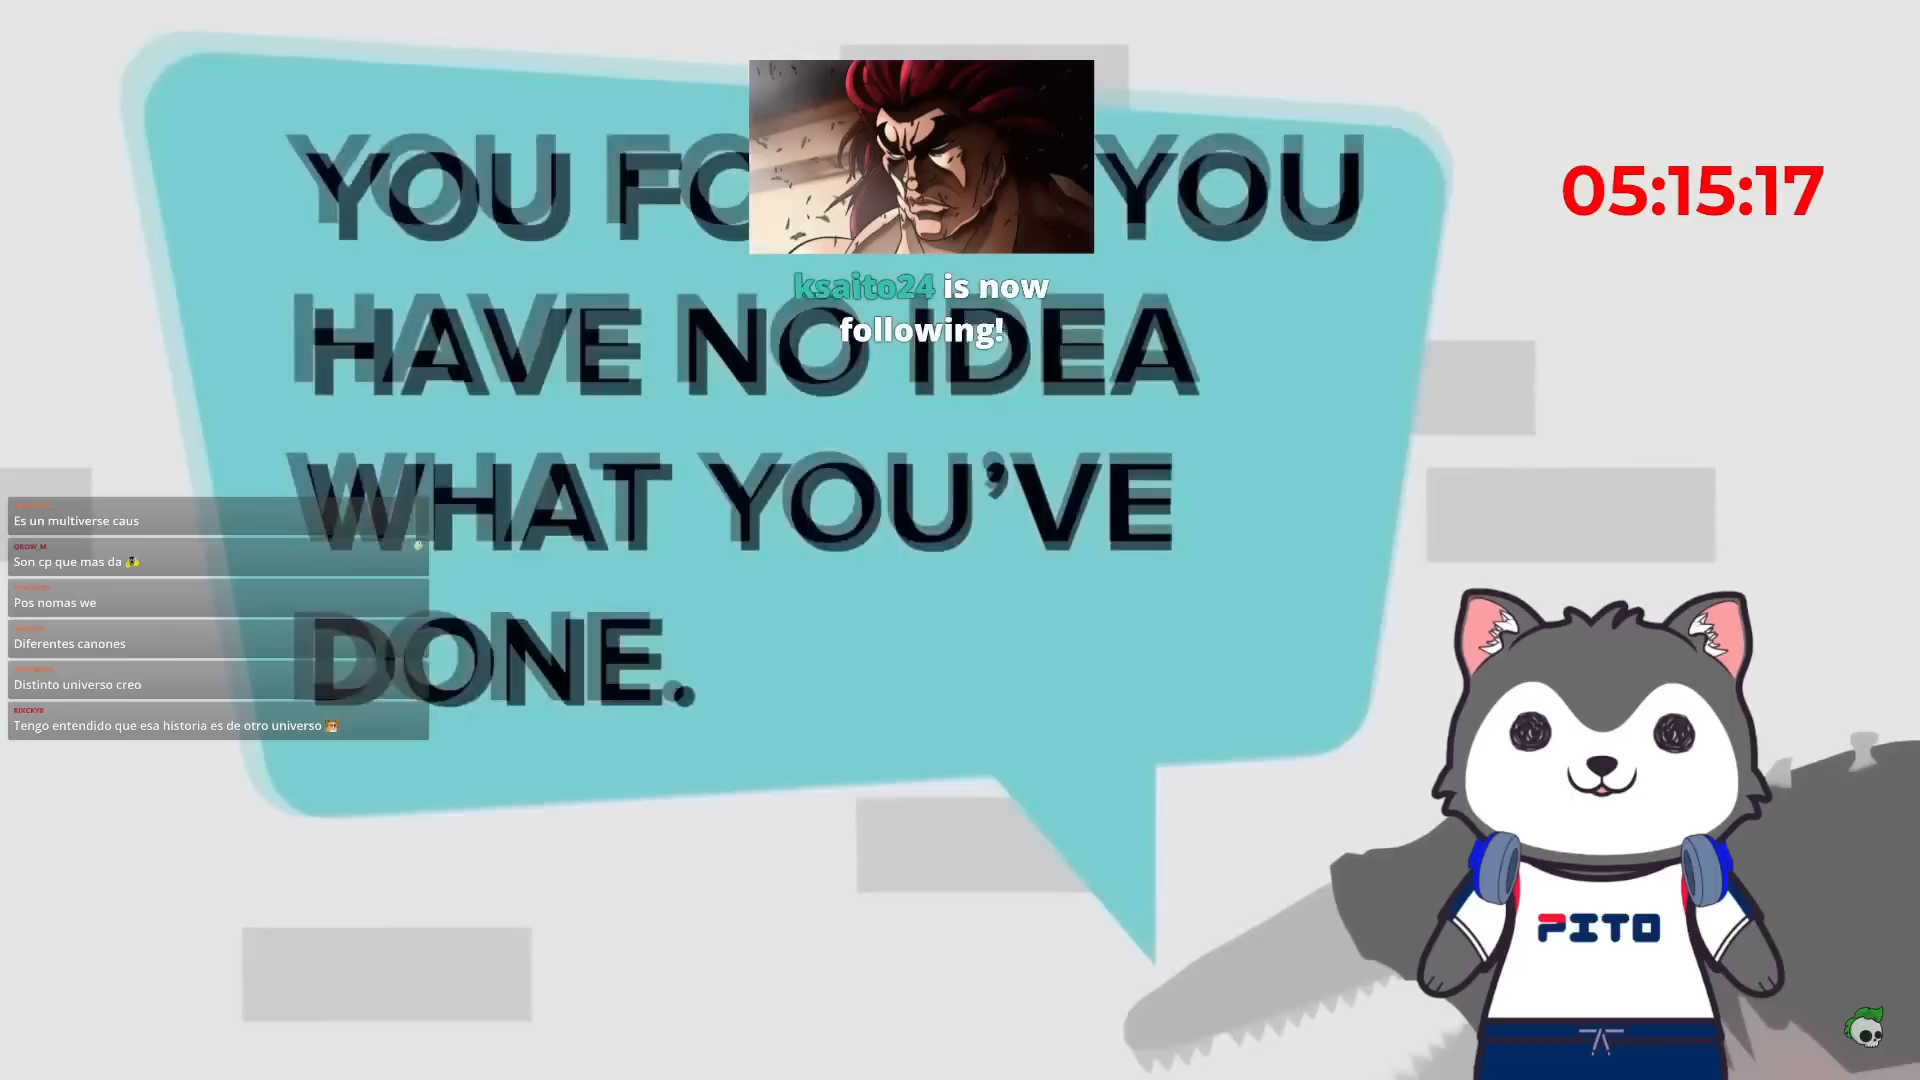 YOU FO YOU
HAVE NO IDEA
WHAT YOU’VE
DONE.
ksaito24 is now
following!
05:15:17
Es un multiverse caus
QROW_M
Son cp que mas da
Pos nomas we
Diferentes canones
Distinto universo creo
RIXCKY0
Tengo entendido que esa historia es de otro universo
PITO